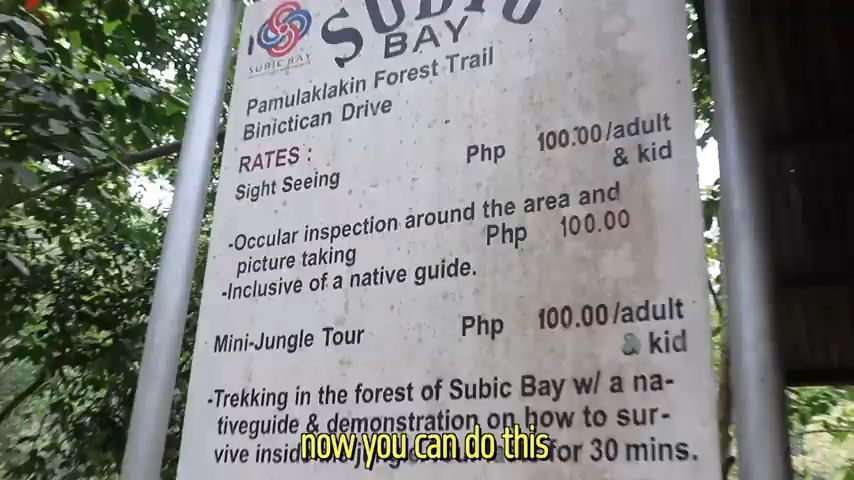 SUBIC BAY
SUBIC
BAY
Pamulaklakin Forest Trail
Binictican Drive
RATES :
Sight Seeing Php 100.00/adult
& kid
-Occular inspection around the area and
picture taking Php 100.00
-Inclusive of a native guide.
Mini-Jungle Tour Php 100.00/adult
& kid
-Trekking in the forest of Subic Bay w/ a na-
tiveguide & demonstration on how to sur-
vive inside for 30 mins.
now you can do this